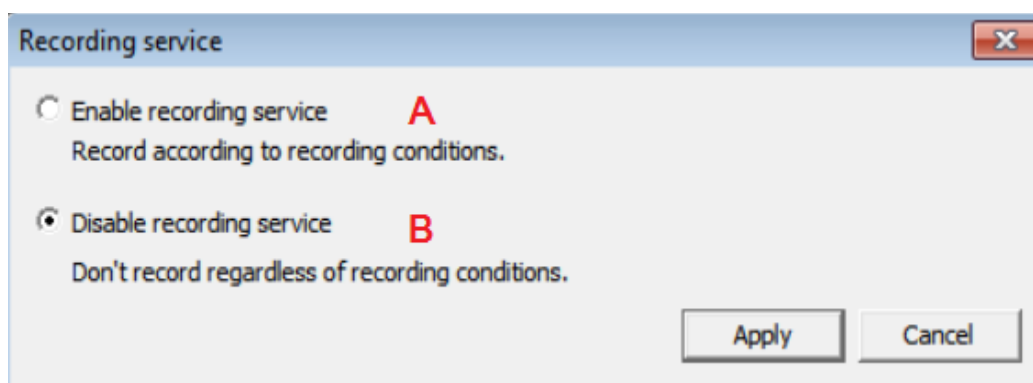 Recording service
Enable recording service A
Record according to recording conditions.
Disable recording service B
Don't record regardless of recording conditions.
Apply Cancel